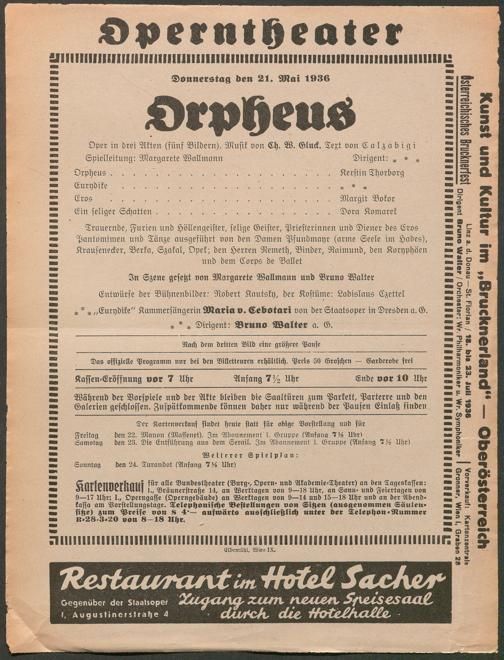 Operntheater
Donnerstag den 21. Mai 1936
Orpheus
Oper in drei Akten (fünf Bildern). Musik von Ch. W. Gluck. Text von Calzabigi
Spielleitung: Margarete Wallmann Dirigent: * * *
Orpheus Kerstin Thorborg
Eurydike * * *
Eros Margit Bokor
Ein seliger Schatten Dora Komarek
Trauernde, Furien und Höllengeister, selige Geister, Priesterinnen und Diener des Eros
Pantomimen und Tänze ausgeführt von den Damen Pfundmayr (arme Seele im Hades),
Krausenecker, Berka, Szakal, Opel; den Herren Nemeth, Binder, Raimund, den Koryphäen
und dem Corps de Ballet
In Szene gesetzt von Margarete Wallmann und Bruno Walter
Entwürfe der Bühnenbilder: Robert Kautsky, der Kostüme: Ladislaus Czettel
* * * „Eurydike“ Kammersängerin Maria v. Cebotari von der Staatsoper in Dresden a. G.
* * * Dirigent: Bruno Walter a. G.
Nach dem dritten Bild eine größere Pause
Das offizielle Programm nur bei den Billetteuren erhältlich. Preis 50 Groschen — Garderobe frei
Kassen-Eröffnung vor 7 Uhr Anfang 7½ Uhr Ende vor 10 Uhr
Während der Vorspiele und der Akte bleiben die Saaltüren zum Parkett, Parterre und den
Galerien geschlossen. Zuspätkommende können daher nur während der Pausen Einlaß finden
Der Kartenverkauf findet heute statt für obige Vorstellung und für
Freitag den 22. Manon (Massenet). Im Abonnement 1. Gruppe (Anfang 7½ Uhr)
Samstag den 23. Die Entführung aus dem Serail. Im Abonnement 1. Gruppe (Anfang 7½ Uhr)
Weiterer Spielplan:
Sonntag den 24. Turandot (Anfang 7½ Uhr)
Kartenverkauf für alle Bundestheater (Burg-, Opern- und Akademie-Theater) an den Tageskassen:
I., Bräunerstraße 14, an Werktagen von 9—18 Uhr, an Sonn- und Feiertagen von
9—17 Uhr; I., Operngasse (Operngebäude) an Werktagen von 9—14 und 15—18 Uhr und an der Abend-
kassa am Vorstellungstage. Telephonische Bestellungen von Sitzen (ausgenommen Säulen-
sitze) zum Preise von S 4·— aufwärts ausschließlich unter der Telephon-Nummer
R-28-3-20 von 8—18 Uhr.
Elbemühl, Wien IX.
Restaurant im Hotel Sacher
Gegenüber der Staatsoper
I, Augustinerstraße 4
Zugang zum neuen Speisesaal
durch die Hotelhalle
Kunst und Kultur im „Brucknerland“ — Oberösterreich
Österreichisches Brucknerfest
Linz a. d. Donau — St. Florian / 18. bis 23. Juli 1936
Dirigent Bruno Walter / Orchester: Wr. Philharmoniker u. Wr. Symphoniker
Vorverkauf: Kartenzentrale
Gronner, Wien I, Graben 28